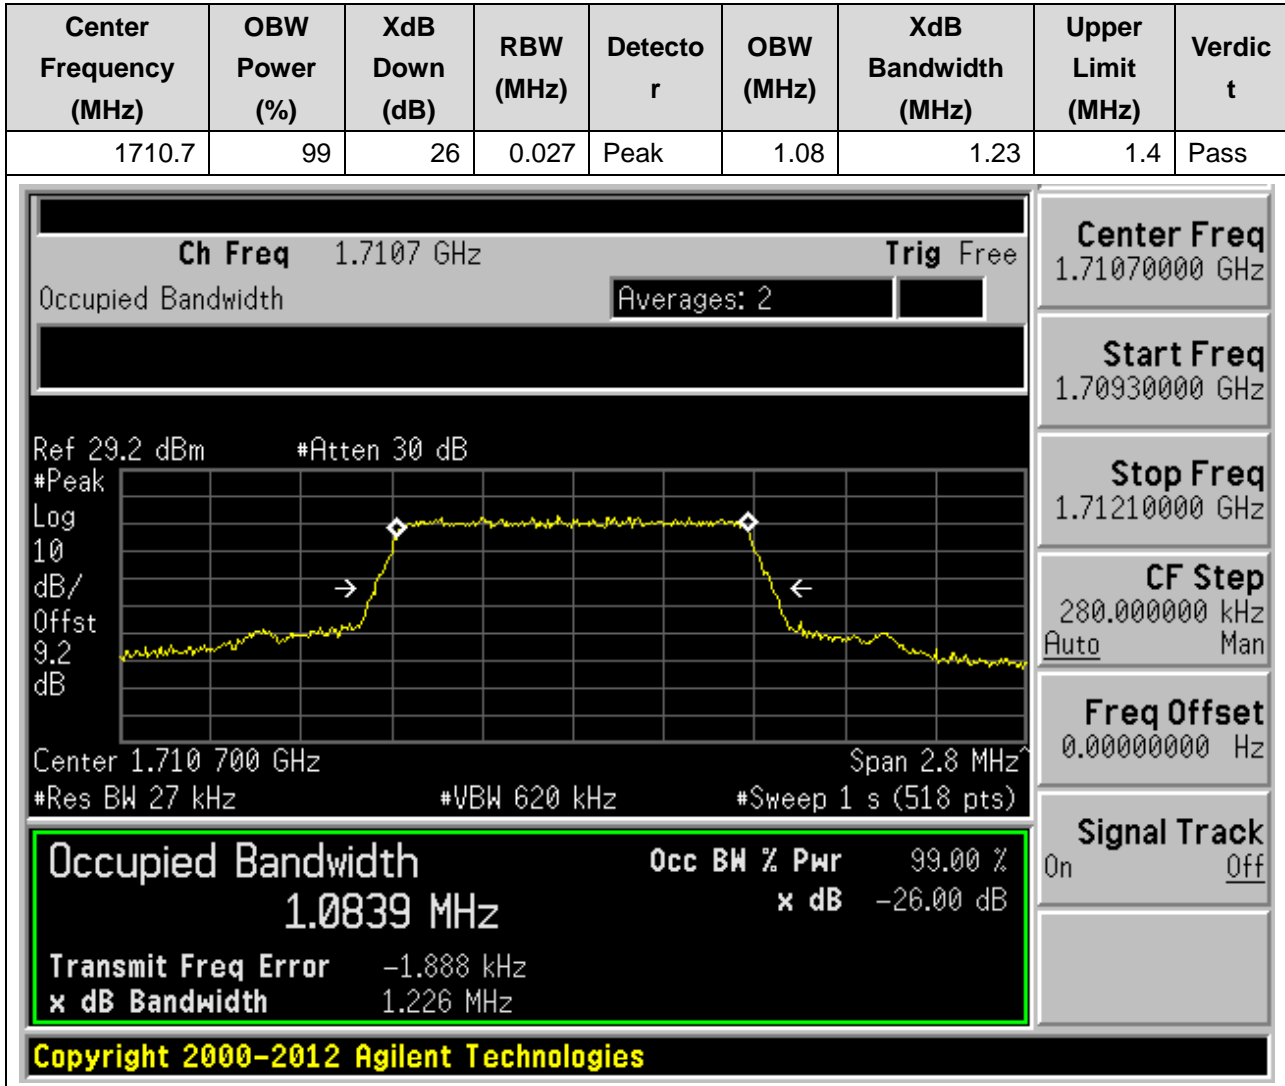 Center Frequency (MHz) OBW Power (%) XdB Down (dB) RBW (MHz) Detecto r OBW (MHz) XdB Bandwidth (MHz) Upper Limit (MHz) Verdic t
1710.7 99 26 0.027 Peak 1.08 1.23 1.4 Pass
Ch Freq 1.7107 GHz Trig Free
Occupied Bandwidth Averages: 2
Ref 29.2 dBm #Atten 30 dB
#Peak
Log
10
dB/
Offst
9.2
dB
Center 1.710 700 GHz Span 2.8 MHz^
#Res BW 27 kHz #VBW 620 kHz #Sweep 1 s (518 pts)
Occupied Bandwidth Occ BW % Pwr 99.00 %
1.0839 MHz x dB -26.00 dB
Transmit Freq Error -1.888 kHz
x dB Bandwidth 1.226 MHz
Copyright 2000-2012 Agilent Technologies
Center Freq
1.71070000 GHz
Start Freq
1.70930000 GHz
Stop Freq
1.71210000 GHz
CF Step
280.000000 kHz
Auto Man
Freq Offset
0.00000000 Hz
Signal Track
On Off